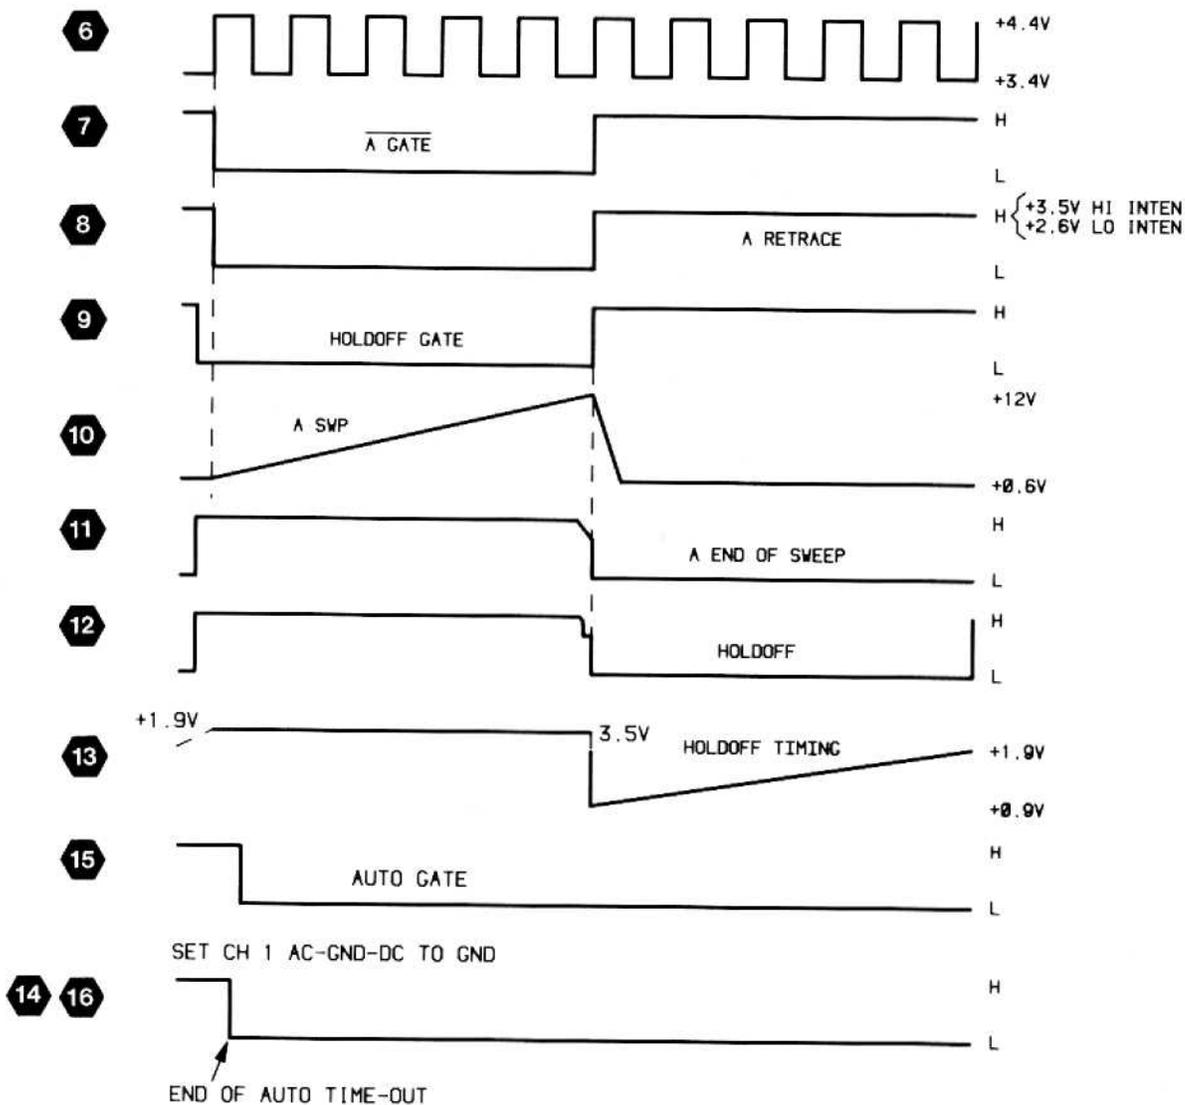 6
+4.4V
+3.4V
7
A GATE
H
L
8
A RETRACE
H
+3.5V HI INTEN
+2.6V LO INTEN
L
9
HOLDOFF GATE
H
L
10
A SWP
+12V
+0.6V
11
A END OF SWEEP
H
L
12
HOLDOFF
H
L
13
+1.9V
3.5V
HOLDOFF TIMING
+1.9V
+0.9V
15
AUTO GATE
H
L
SET CH 1 AC-GND-DC TO GND
14 16
H
L
END OF AUTO TIME-OUT